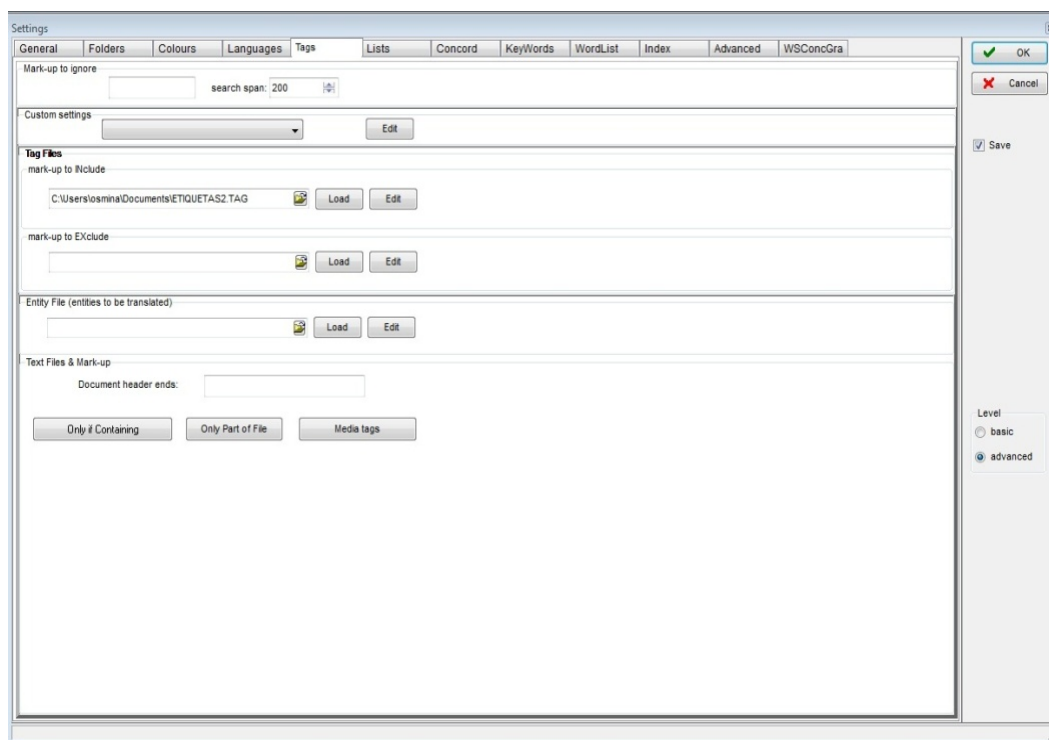 Settings
General Folders Colours Languages Tags Lists Concord KeyWords WordList Index Advanced WSConcGra
OK
Mark-up to ignore
search span: 200
Cancel
Custom settings
Edit
Save
Tag Files
mark-up to INclude
C:\Users\osmina\Documents\ETIQUETAS2.TAG Load Edit
mark-up to EXclude
Load Edit
Entity File (entities to be translated)
Load Edit
Text Files & Mark-up
Document header ends:
Only if Containing Only Part of File Media tags
Level
basic
advanced